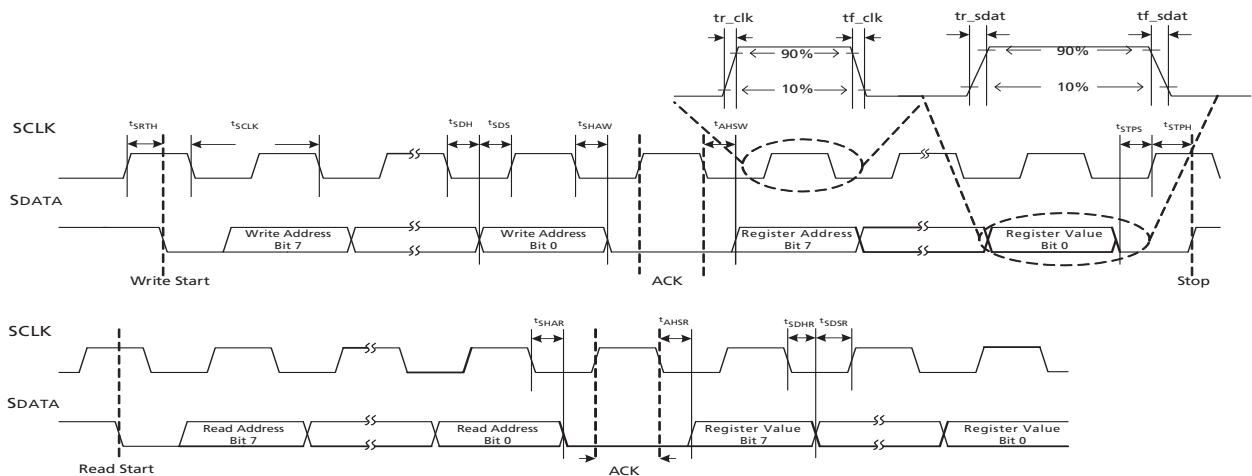 tr_clk tf_clk tr_sdat tf_sdat
90% 90%
10% 10%
SCLK tSRTH tSCLK tSDH tSDS tSHAW tAHSW tSTPS tSTPH
SDATA
Write Address Bit 7 Write Address Bit 0 Register Address Bit 7 Register Value Bit 0
Write Start ACK Stop
SCLK tSHAR tAHSR tSDHR tSDSR
SDATA
Read Address Bit 7 Read Address Bit 0 Register Value Bit 7 Register Value Bit 0
Read Start ACK